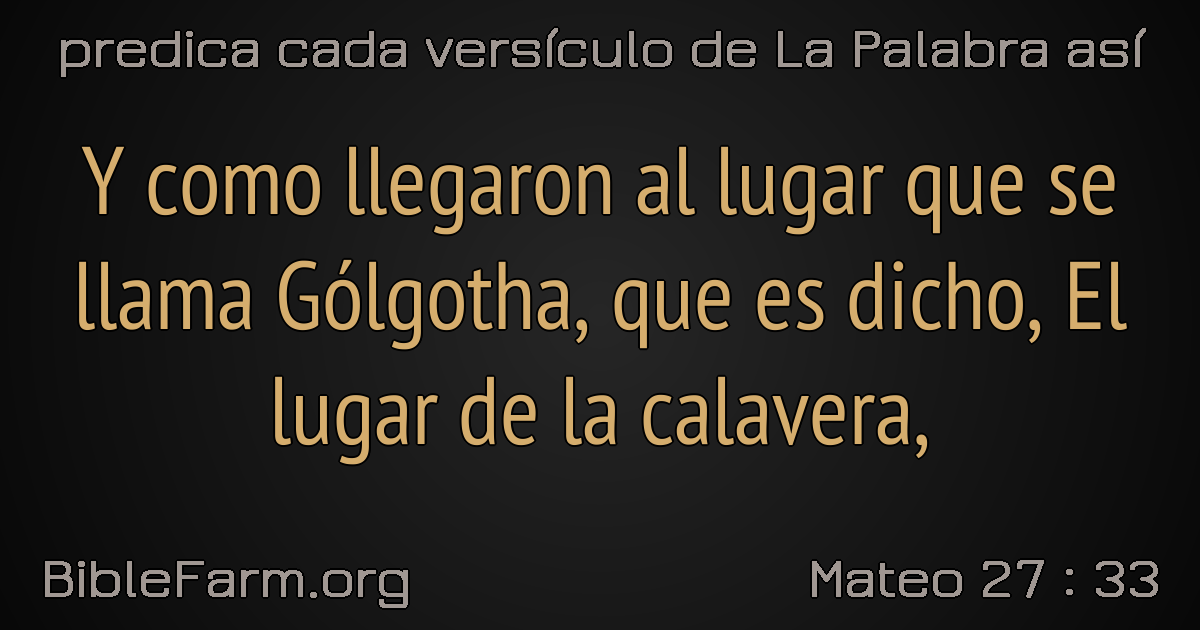 predica cada versículo de La Palabra así
Y como llegaron al lugar que se
llama Gólgotha, que es dicho, El
lugar de la calavera,
BibleFarm.org
Mateo 27 : 33